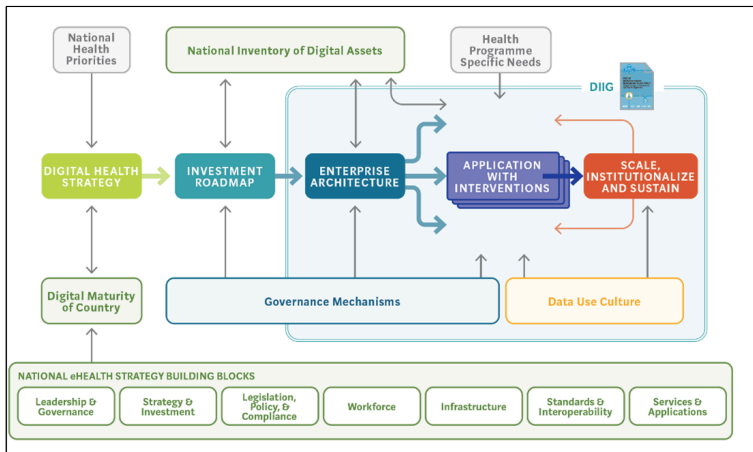 National
Health
Priorities
National Inventory of Digital Assets
Health
Programme
Specific Needs
DIIG
DIGITAL HEALTH
STRATEGY
INVESTMENT
ROADMAP
ENTERPRISE
ARCHITECTURE
APPLICATION
WITH
INTERVENTIONS
SCALE,
INSTITUTIONALIZE
AND SUSTAIN
Digital Maturity
of Country
Governance Mechanisms
Data Use Culture
NATIONAL eHEALTH STRATEGY BUILDING BLOCKS
Leadership &
Governance
Strategy &
Investment
Legislation,
Policy, &
Compliance
Workforce
Infrastructure
Standards &
Interoperability
Services &
Applications